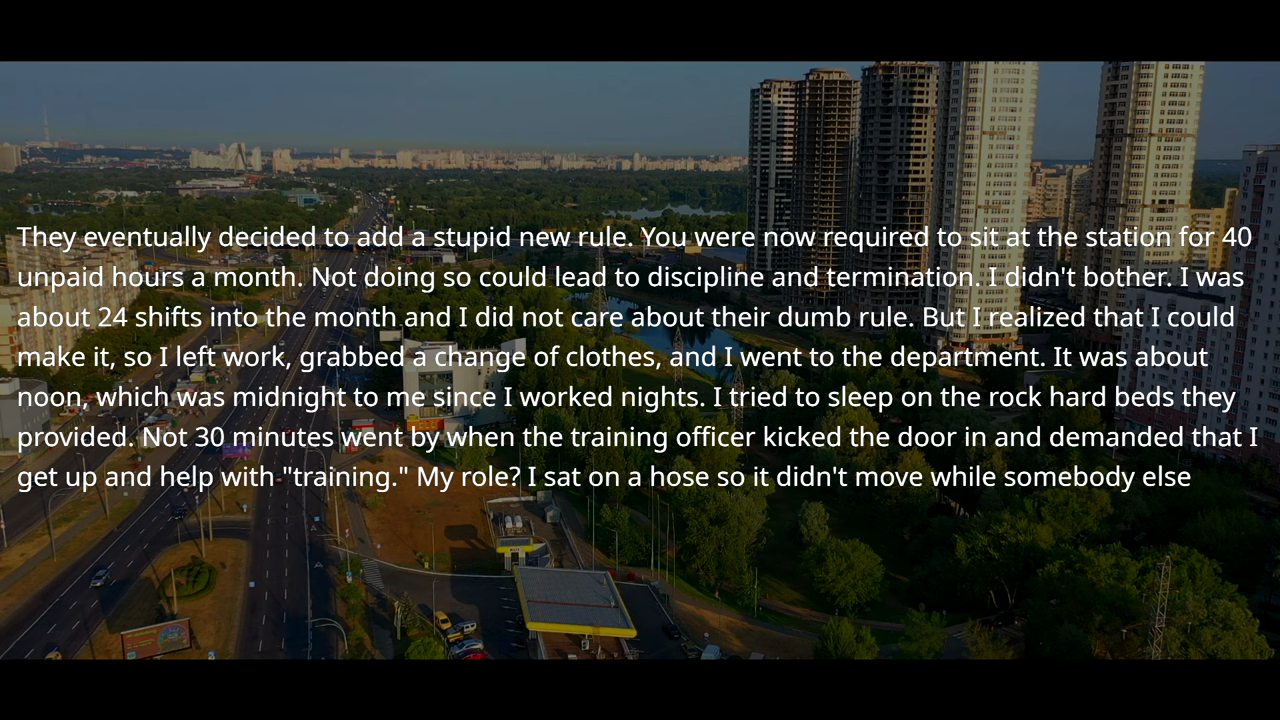 They eventually decided to add a stupid new rule. You were now required to sit at the station for 40
unpaid hours a month. Not doing so could lead to discipline and termination. I didn't bother. I was
about 24 shifts into the month and I did not care about their dumb rule. But I realized that I could
make it, so I left work, grabbed a change of clothes, and I went to the department. It was about
noon, which was midnight to me since I worked nights. I tried to sleep on the rock hard beds they
provided. Not 30 minutes went by when the training officer kicked the door in and demanded that I
get up and help with "training." My role? I sat on a hose so it didn't move while somebody else